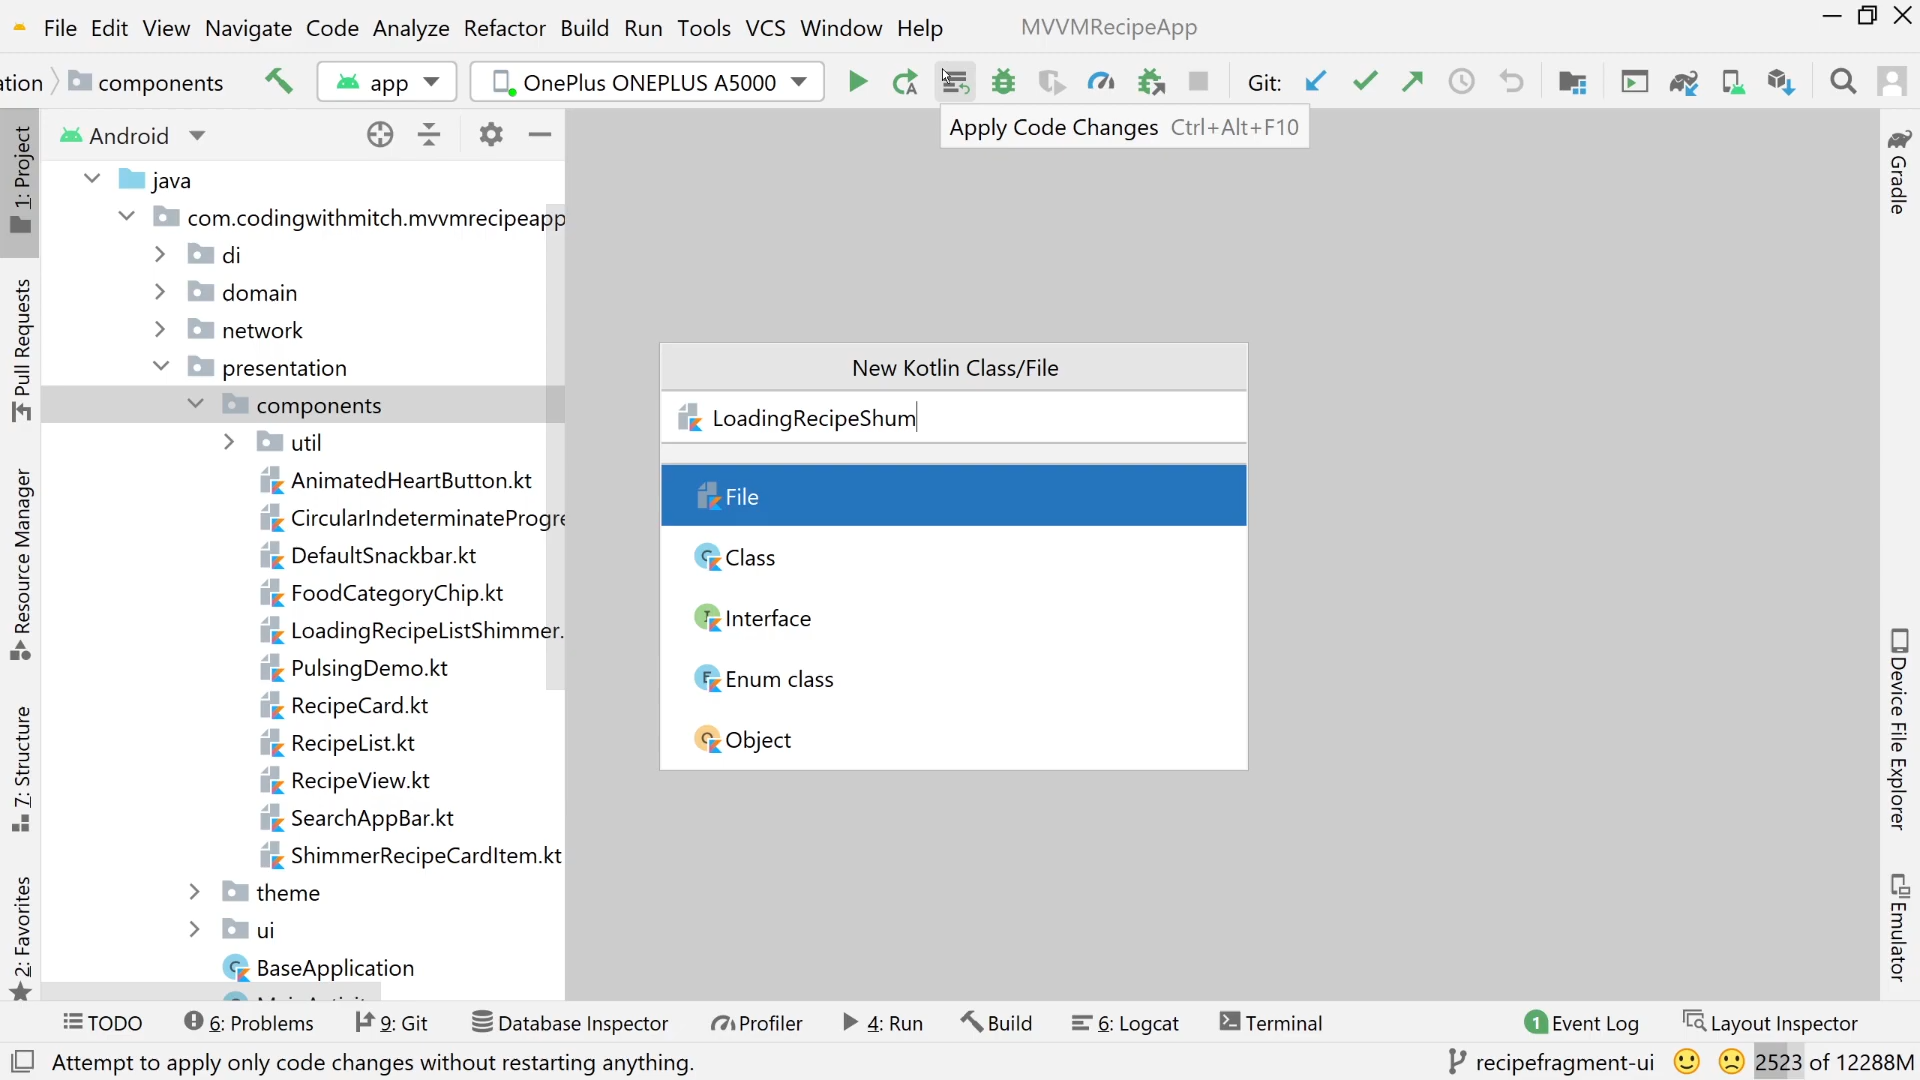 File Edit View Navigate Code Analyze Refactor Build Run Tools VCS Window Help MVVMRecipeApp
ation components app OnePlus ONEPLUS A5000 Git:
Apply Code Changes Ctrl+Alt+F10
Android
java
com.codingwithmitch.mvvmrecipeapp
di
domain
network
presentation
components
util
AnimatedHeartButton.kt
CircularIndeterminateProgre
DefaultSnackbar.kt
FoodCategoryChip.kt
LoadingRecipeListShimmer.
PulsingDemo.kt
RecipeCard.kt
RecipeList.kt
RecipeView.kt
SearchAppBar.kt
ShimmerRecipeCardItem.kt
theme
ui
BaseApplication
1: Project
Pull Requests
Resource Manager
7: Structure
2: Favorites
New Kotlin Class/File
LoadingRecipeShum
File
Class
Interface
Enum class
Object
Gradle
Device File Explorer
Emulator
TODO 6: Problems 9: Git Database Inspector Profiler 4: Run Build 6: Logcat Terminal 1 Event Log Layout Inspector
Attempt to apply only code changes without restarting anything. recipefragment-ui 2523 of 12288M